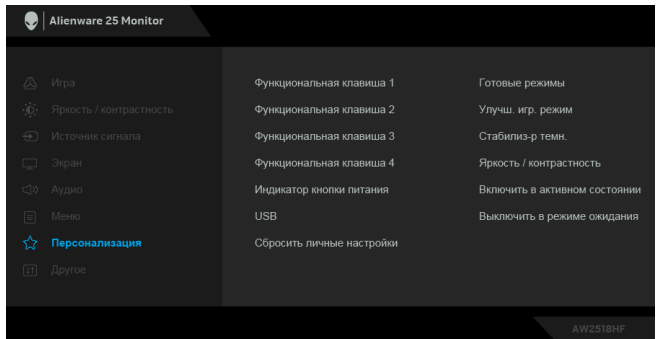 Alienware 25 Monitor
Игра
Яркость / контрастность
Источник сигнала
Экран
Аудио
Меню
Персонализация
Другое
Функциональная клавиша 1 Готовые режимы
Функциональная клавиша 2 Улучш. игр. режим
Функциональная клавиша 3 Стабилиз-р темн.
Функциональная клавиша 4 Яркость / контрастность
Индикатор кнопки питания Включить в активном состоянии
USB Выключить в режиме ожидания
Сбросить личные настройки
AW2518HF